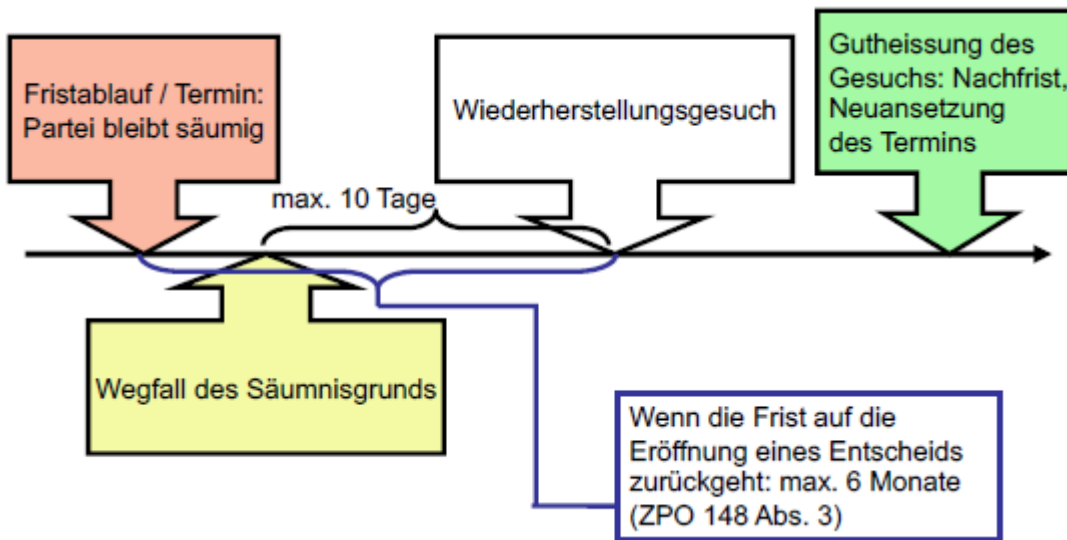 Fristablauf / Termin:
Partei bleibt säumig
Wiederherstellungsgesuch
Gutheissung des
Gesuchs: Nachfrist,
Neuansetzung
des Termins
max. 10 Tage
Wegfall des Säumnisgrunds
Wenn die Frist auf die
Eröffnung eines Entscheids
zurückgeht: max. 6 Monate
(ZPO 148 Abs. 3)